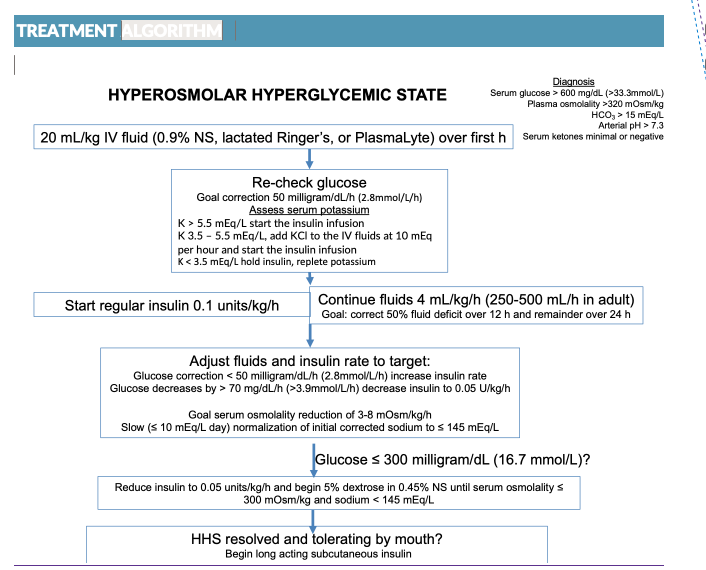 TREATMENT ALGORITHM
Diagnosis
Serum glucose > 600 mg/dL (>33.3mmol/L)
Plasma osmolality >320 mOsm/kg
HCO₃ > 15 mEq/L
Arterial pH > 7.3
Serum ketones minimal or negative
HYPEROSMOLAR HYPERGLYCEMIC STATE
20 mL/kg IV fluid (0.9% NS, lactated Ringer's, or PlasmaLyte) over first h
Re-check glucose
Goal correction 50 milligram/dL/h (2.8mmol/L/h)
Assess serum potassium
K > 5.5 mEq/L start the insulin infusion
K 3.5 – 5.5 mEq/L, add KCl to the IV fluids at 10 mEq
per hour and start the insulin infusion
K < 3.5 mEq/L hold insulin, replete potassium
Start regular insulin 0.1 units/kg/h
Continue fluids 4 mL/kg/h (250-500 mL/h in adult)
Goal: correct 50% fluid deficit over 12 h and remainder over 24 h
Adjust fluids and insulin rate to target:
Glucose correction < 50 milligram/dL/h (2.8mmol/L/h) increase insulin rate
Glucose decreases by > 70 mg/dL/h (>3.9mmol/L/h) decrease insulin to 0.05 U/kg/h
Goal serum osmolality reduction of 3-8 mOsm/kg/h
Slow (≤ 10 mEq/L day) normalization of initial corrected sodium to ≤ 145 mEq/L
Glucose ≤ 300 milligram/dL (16.7 mmol/L)?
Reduce insulin to 0.05 units/kg/h and begin 5% dextrose in 0.45% NS until serum osmolality ≤
300 mOsm/kg and sodium < 145 mEq/L
HHS resolved and tolerating by mouth?
Begin long acting subcutaneous insulin